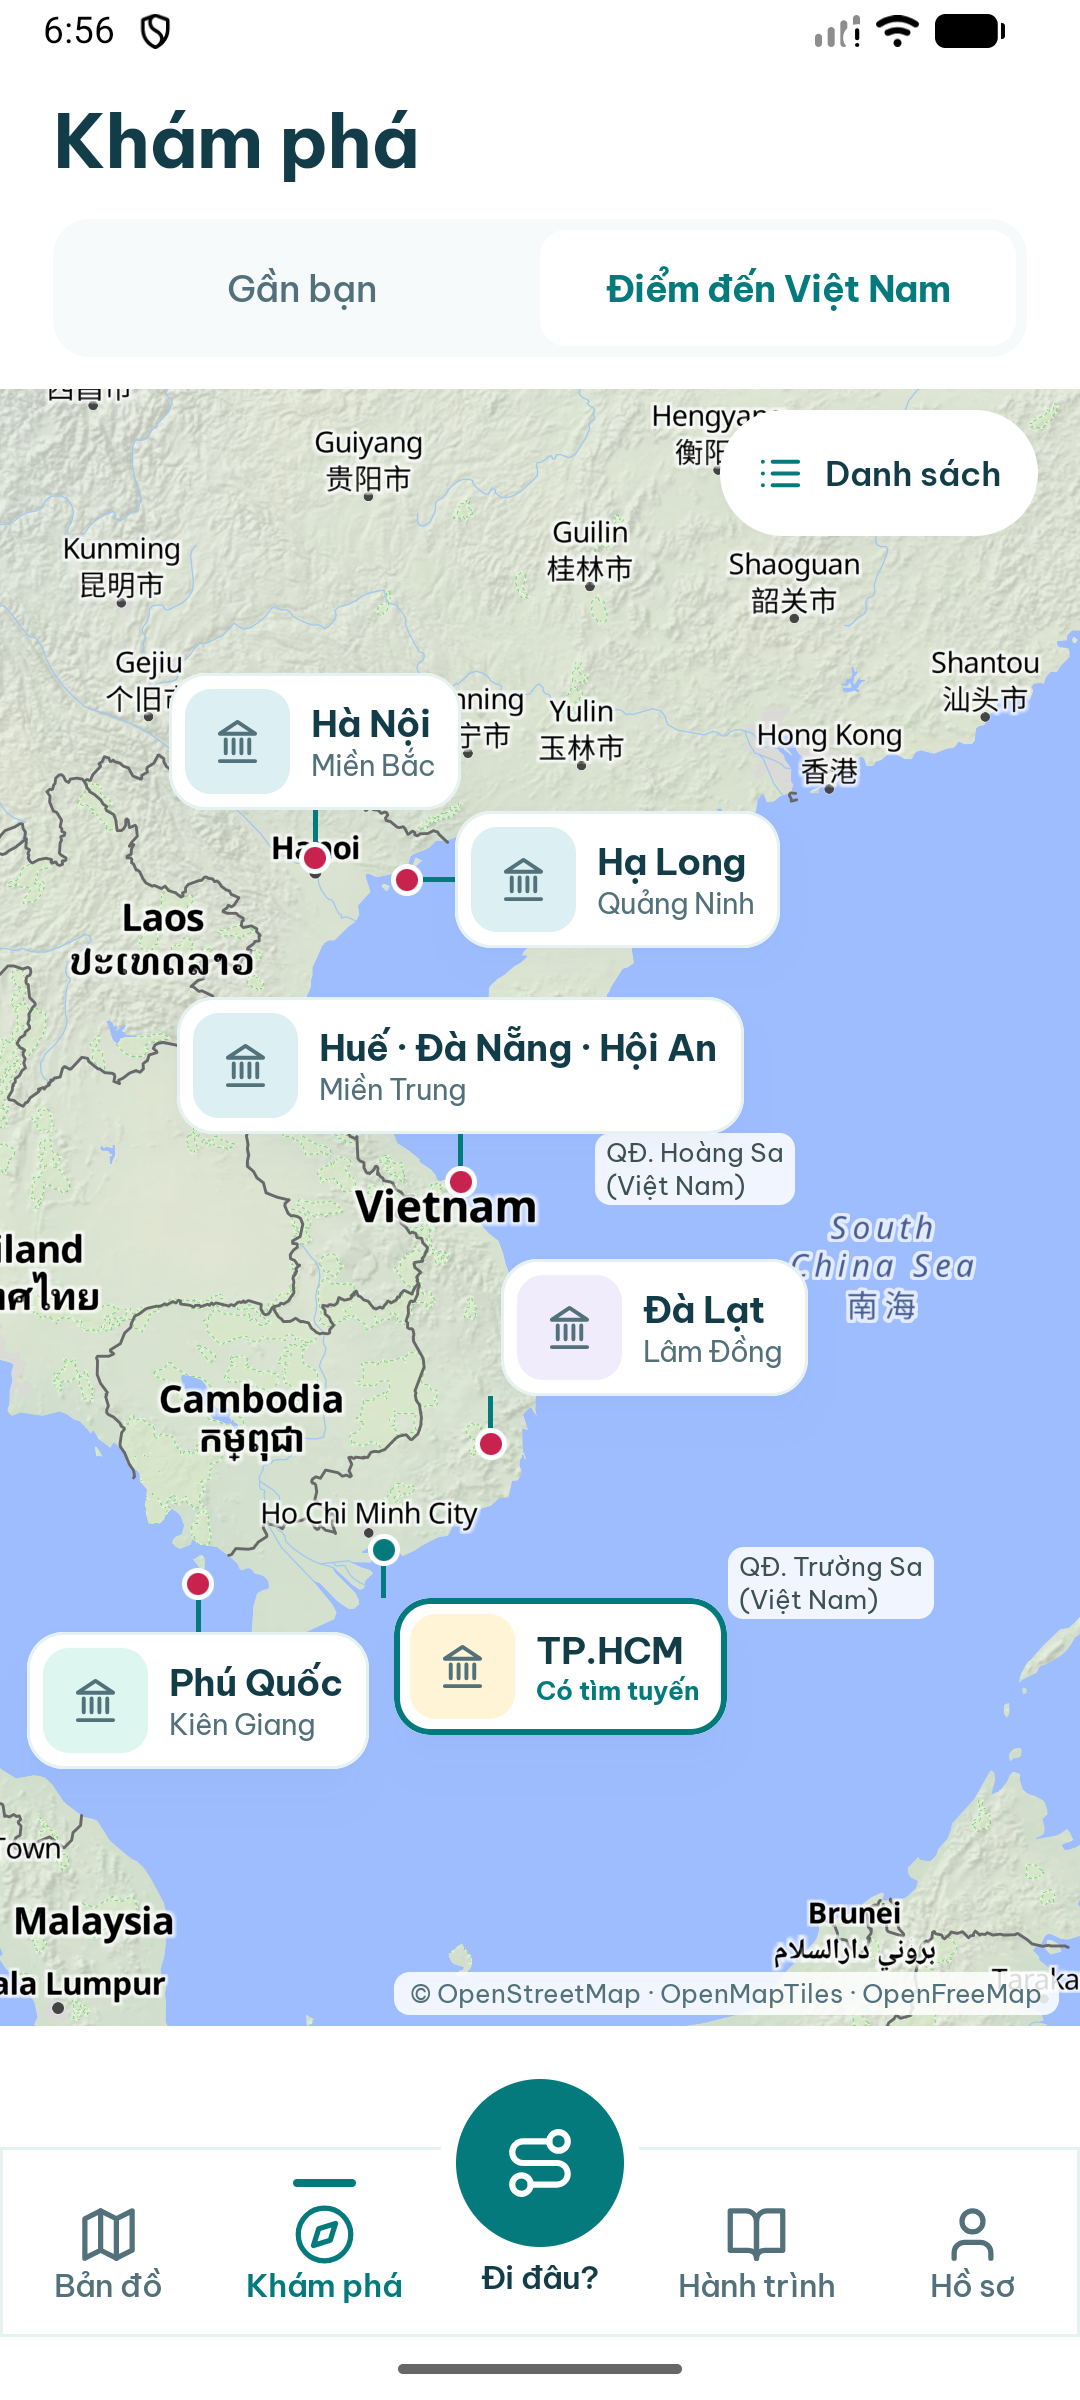 6:56
Khám phá
Gần bạn
Điểm đến Việt Nam
Danh sách
Guiyang
贵阳市
Guilin
桂林市
Kunming
昆明市
Shaoguan
韶关市
Gejiu
Shantou
汕头市
Yulin
玉林市
Hong Kong
香港
Hà Nội
Miền Bắc
Hạ Long
Quảng Ninh
Laos
ປະເທດລາວ
Huế · Đà Nẵng · Hội An
Miền Trung
QĐ. Hoàng Sa
(Việt Nam)
Vietnam
South
China Sea
南海
Đà Lạt
Lâm Đồng
Cambodia
កម្ពុជា
Ho Chi Minh City
QĐ. Trường Sa
(Việt Nam)
TP.HCM
Có tìm tuyến
Phú Quốc
Kiên Giang
Town
Malaysia
Brunei
بروني دارالسلام
Lumpur
© OpenStreetMap · OpenMapTiles · OpenFreeMap
Bản đồ
Khám phá
Đi đâu?
Hành trình
Hồ sơ